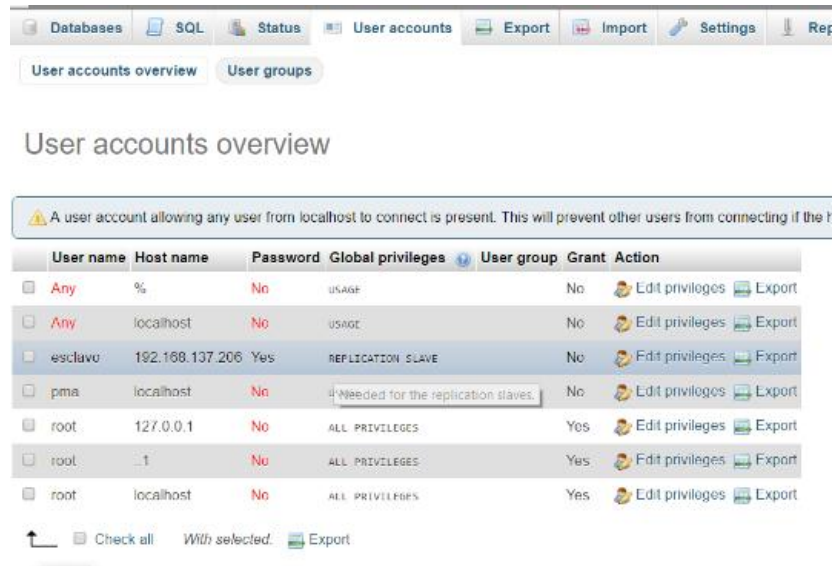 Databases SQL Status User accounts Export Import Settings Rep
User accounts overview User groups
User accounts overview
A user account allowing any user from localhost to connect is present. This will prevent other users from connecting if the h
User name Host name Password Global privileges User group Grant Action
Any % No USAGE No Edit privileges Export
Any localhost No USAGE No Edit privileges Export
esclavo 192.168.137.206 Yes REPLICATION SLAVE No Edit privileges Export
pma localhost No No Edit privileges Export
Needed for the replication slaves.
root 127.0.0.1 No ALL PRIVILEGES Yes Edit privileges Export
root No ALL PRIVILEGES Yes Edit privileges Export
root localhost No ALL PRIVILEGES Yes Edit privileges Export
Check all With selected: Export